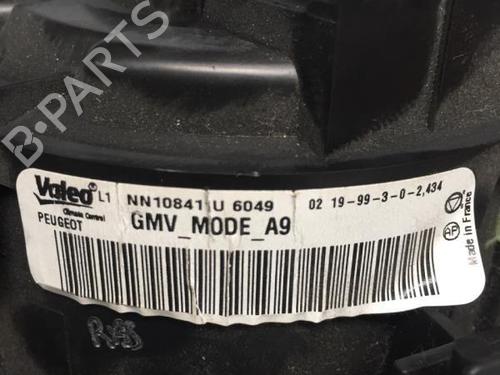 B-PARTS
Valeo L1 NN10841 U 6049 02 19-99-3-0-2,434
Climate Control
PEUGEOT GMV_MODE_A9
Made in France